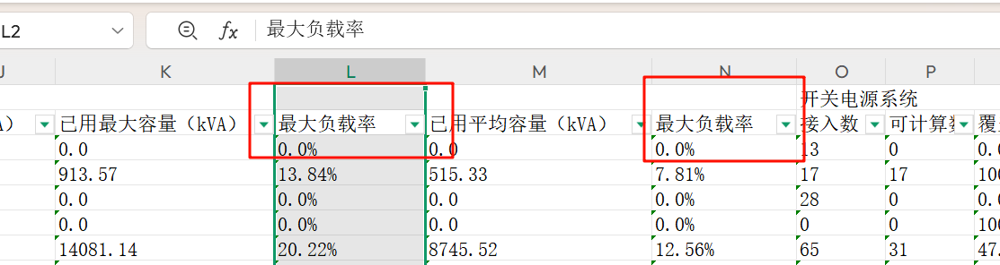 L2 fx 最大负载率
J K L M N O P
开关电源系统
） 已用最大容量（kVA） 最大负载率 已用平均容量（kVA） 最大负载率 接入数 可计算
0.0 0.0% 0.0 0.0% 13 0 0.
913.57 13.84% 515.33 7.81% 17 17 100
0.0 0.0% 0.0 0.0% 28 0 0.
0.0 0.0% 0.0 0.0% 0 0 100
14081.14 20.22% 8745.52 12.56% 65 31 47.